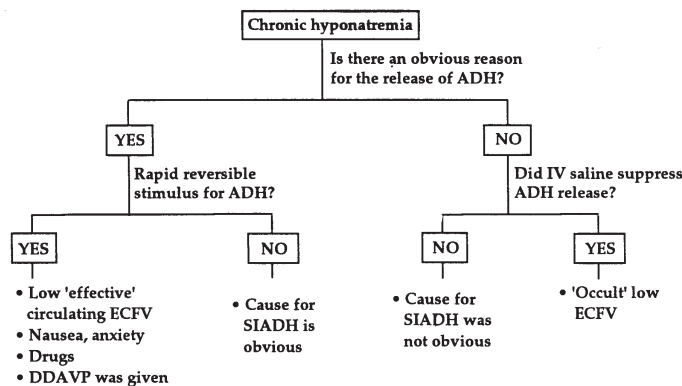 Chronic hyponatremia
Is there an obvious reason
for the release of ADH?
YES
NO
Rapid reversible
stimulus for ADH?
Did IV saline suppress
ADH release?
YES
NO
NO
YES
• Low 'effective'
circulating ECFV
• Nausea, anxiety
• Drugs
• DDAVP was given
• Cause for
SIADH is
obvious
• Cause for
SIADH was
not obvious
• 'Occult' low
ECFV